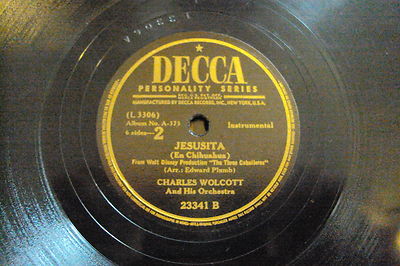 DECCA
PERSONALITY SERIES
MANUFACTURED BY DECCA RECORDS, INC., NEW YORK, U.S.A.
(L 3306)
Album No. A-373
6 sides—2
Instrumental
JESUSITA
(En Chihuahua)
From Walt Disney Production "The Three Caballeros"
(Arr.: Edward Plumb)
CHARLES WOLCOTT
And His Orchestra
23341 B